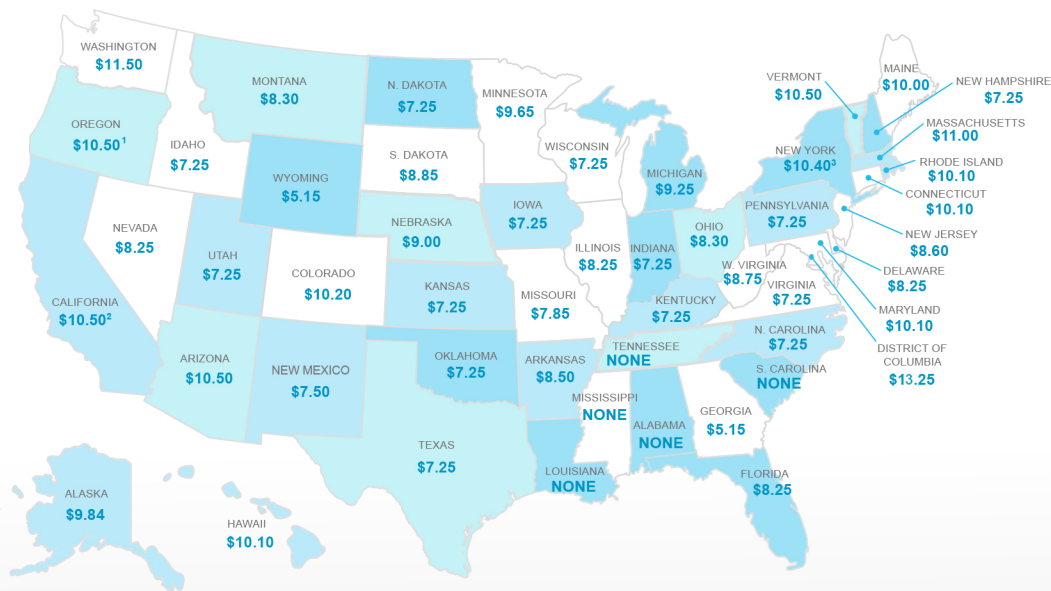 WASHINGTON
$11.50
OREGON
$10.50¹
CALIFORNIA
$10.50²
NEVADA
$8.25
IDAHO
$7.25
MONTANA
$8.30
WYOMING
$5.15
UTAH
$7.25
ARIZONA
$10.50
COLORADO
$10.20
NEW MEXICO
$7.50
N. DAKOTA
$7.25
S. DAKOTA
$8.85
NEBRASKA
$9.00
KANSAS
$7.25
OKLAHOMA
$7.25
TEXAS
$7.25
MINNESOTA
$9.65
IOWA
$7.25
MISSOURI
$7.85
ARKANSAS
$8.50
LOUISIANA
NONE
WISCONSIN
$7.25
ILLINOIS
$8.25
MICHIGAN
$9.25
INDIANA
$7.25
OHIO
$8.30
KENTUCKY
$7.25
TENNESSEE
NONE
MISSISSIPPI
NONE
ALABAMA
NONE
GEORGIA
$5.15
FLORIDA
$8.25
S. CAROLINA
NONE
N. CAROLINA
$7.25
VIRGINIA
$7.25
W. VIRGINIA
$8.75
PENNSYLVANIA
$7.25
NEW YORK
$10.40³
VERMONT
$10.50
MAINE
$10.00
NEW HAMPSHIRE
$7.25
MASSACHUSETTS
$11.00
RHODE ISLAND
$10.10
CONNECTICUT
$10.10
NEW JERSEY
$8.60
DELAWARE
$8.25
MARYLAND
$10.10
DISTRICT OF
COLUMBIA
$13.25
ALASKA
$9.84
HAWAII
$10.10